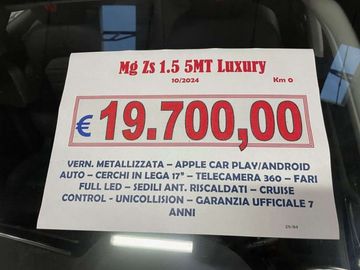 Mg Zs 1.5 5MT Luxury
10/2024 Km 0
€ 19.700,00
VERN. METALLIZZATA – APPLE CAR PLAY/ANDROID
AUTO – CERCHI IN LEGA 17" – TELECAMERA 360 – FARI
FULL LED – SEDILI ANT. RISCALDATI – CRUISE
CONTROL - UNICOLLISION – GARANZIA UFFICIALE 7
ANNI